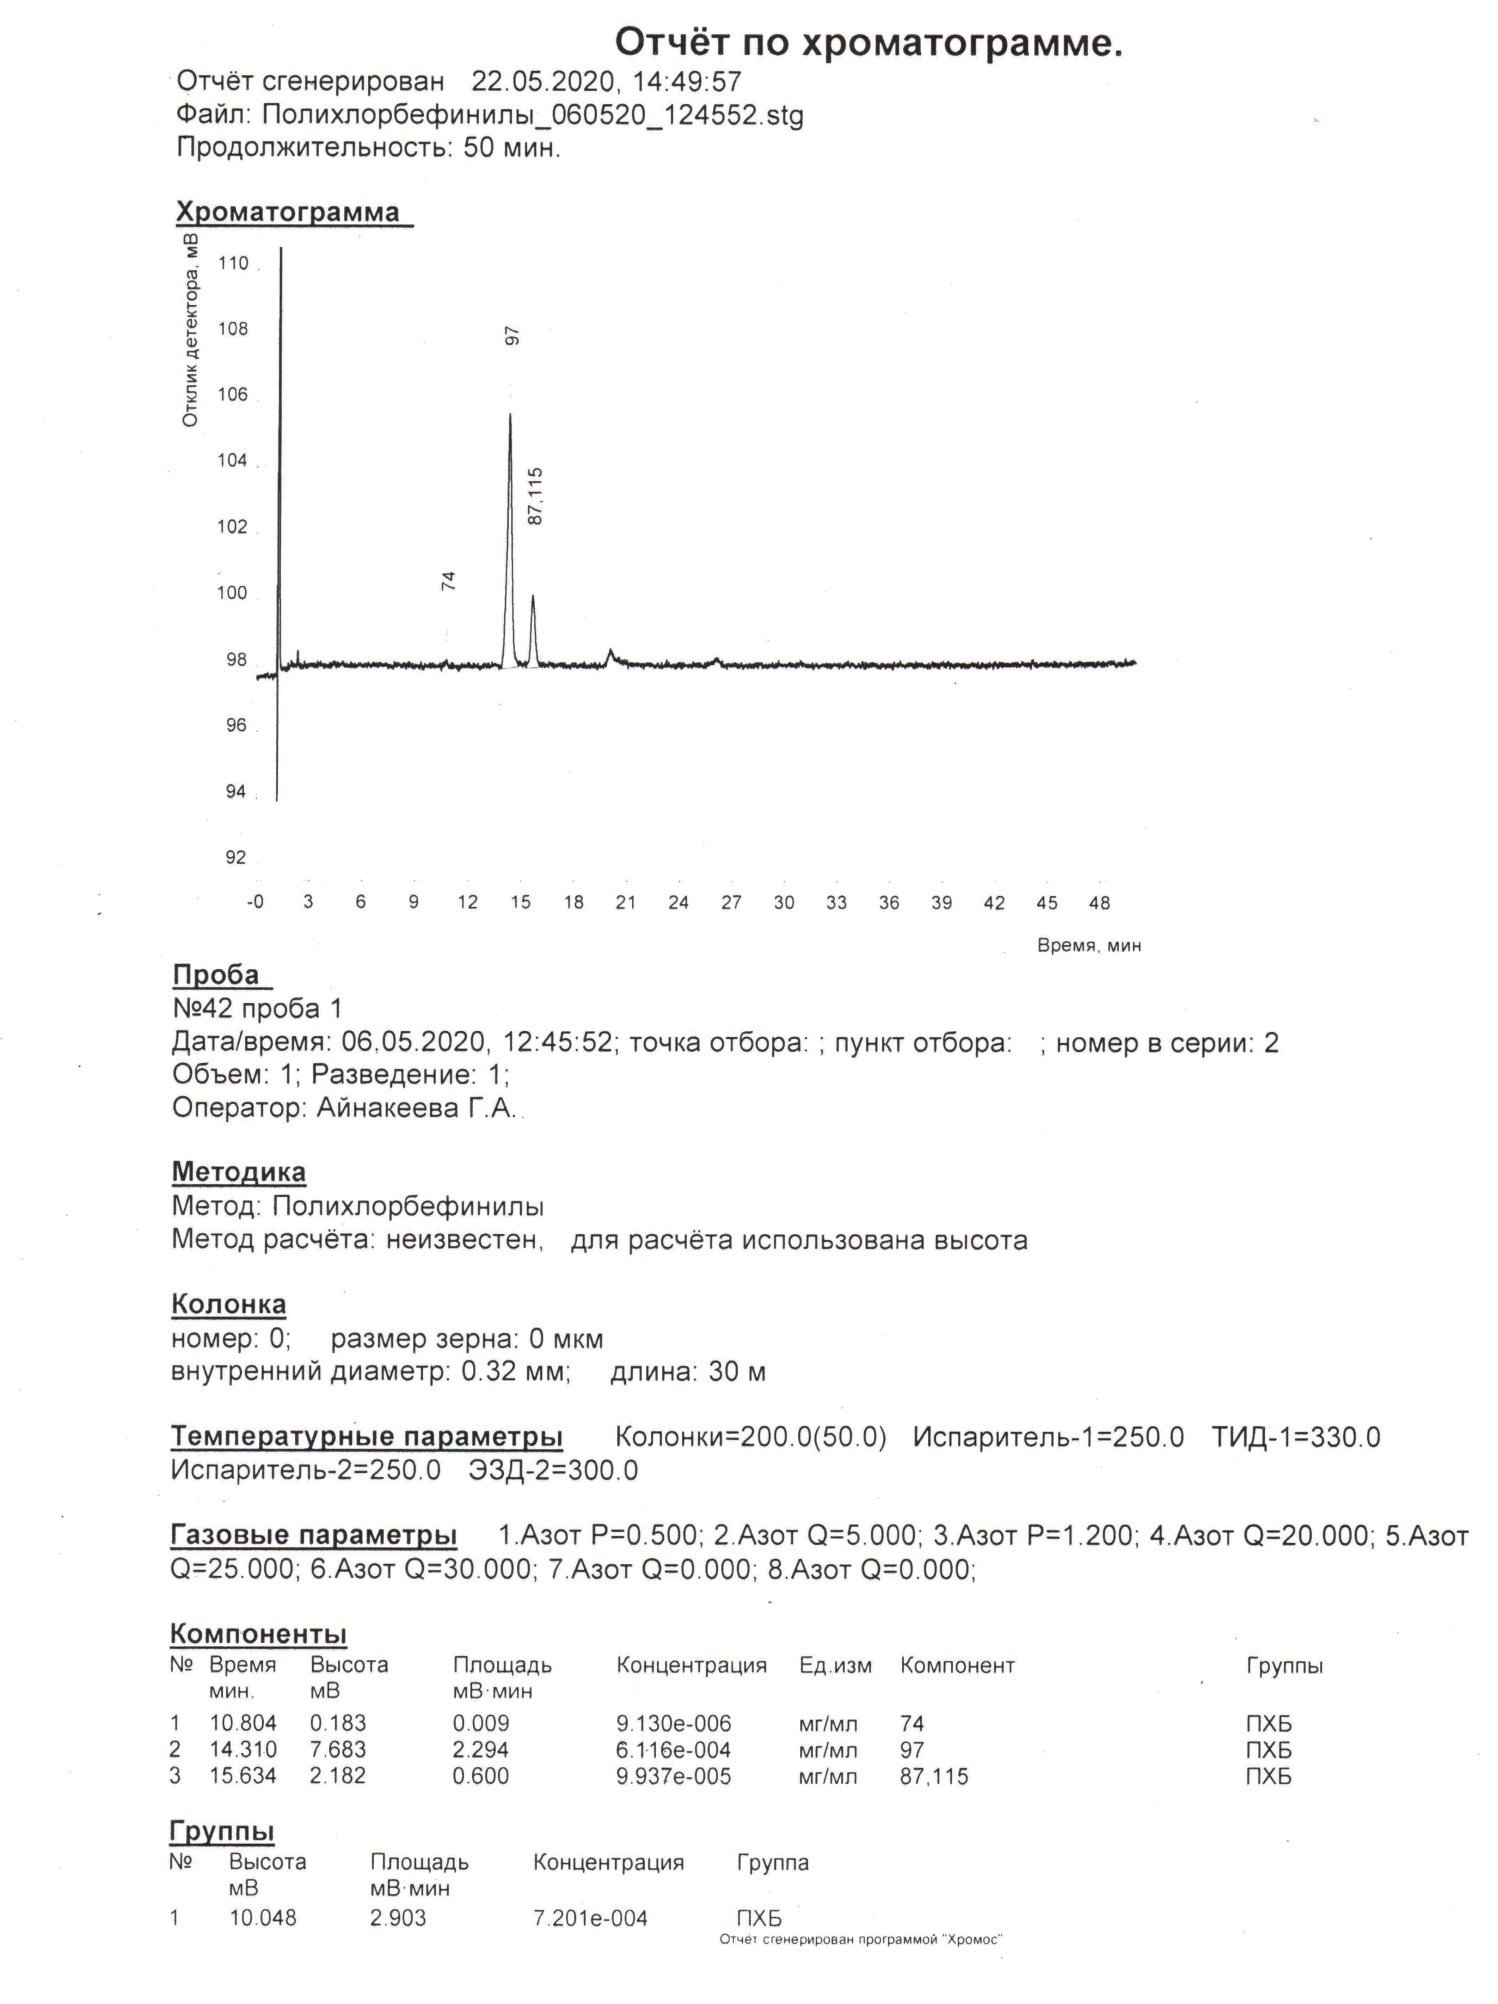 Отчёт по хроматограмме.
Отчёт сгенерирован 22.05.2020, 14:49:57
Файл: Полихлорбефинилы_060520_124552.stg
Продолжительность: 50 мин.
Хроматограмма
Отклик детектора, мВ
110
108
106
104
102
100
98
96
94
92
97
87,115
74
-0 3 6 9 12 15 18 21 24 27 30 33 36 39 42 45 48
Время, мин
Проба
№42 проба 1
Дата/время: 06.05.2020, 12:45:52; точка отбора: ; пункт отбора: ; номер в серии: 2
Объем: 1; Разведение: 1;
Оператор: Айнакеева Г.А.
Методика
Метод: Полихлорбефинилы
Метод расчёта: неизвестен, для расчёта использована высота
Колонка
номер: 0; размер зерна: 0 мкм
внутренний диаметр: 0.32 мм; длина: 30 м
Температурные параметры Колонки=200.0(50.0) Испаритель-1=250.0 ТИД-1=330.0
Испаритель-2=250.0 ЭЗД-2=300.0
Газовые параметры 1.Азот P=0.500; 2.Азот Q=5.000; 3.Азот P=1.200; 4.Азот Q=20.000; 5.Азот
Q=25.000; 6.Азот Q=30.000; 7.Азот Q=0.000; 8.Азот Q=0.000;
Компоненты
№ Время Высота Площадь Концентрация Ед.изм Компонент Группы
мин. мВ мВ·мин
1 10.804 0.183 0.009 9.130e-006 мг/мл 74 ПХБ
2 14.310 7.683 2.294 6.116e-004 мг/мл 97 ПХБ
3 15.634 2.182 0.600 9.937e-005 мг/мл 87,115 ПХБ
Группы
№ Высота Площадь Концентрация Группа
мВ мВ·мин
1 10.048 2.903 7.201e-004 ПХБ
Отчёт сгенерирован программой "Хромос"